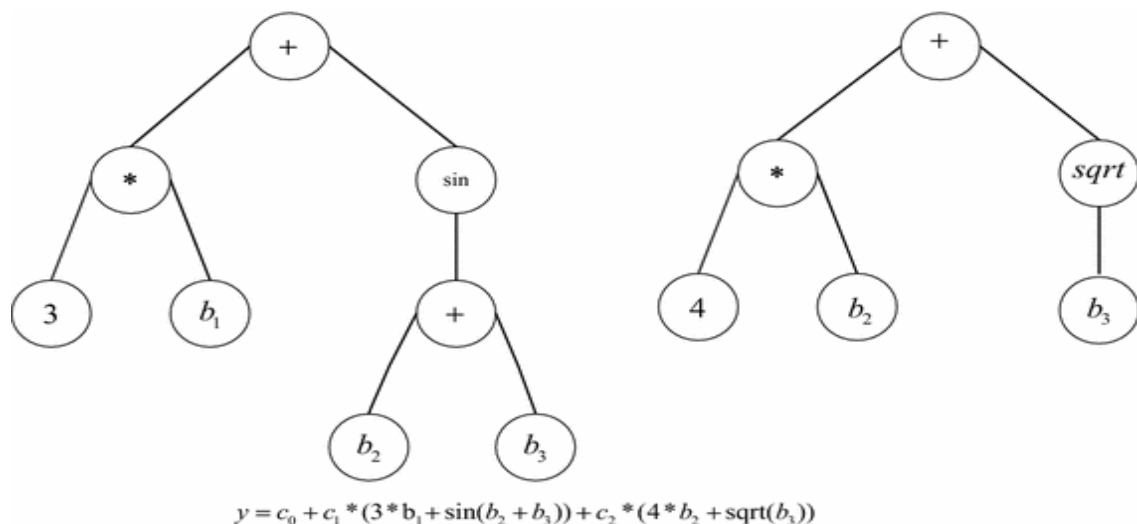 + +
* sin * sqrt
3 b₁ + 4 b₂ b₃
b₂ b₃
y = c₀ + c₁ * (3 * b₁ + sin(b₂ + b₃)) + c₂ * (4 * b₂ + sqrt(b₃))